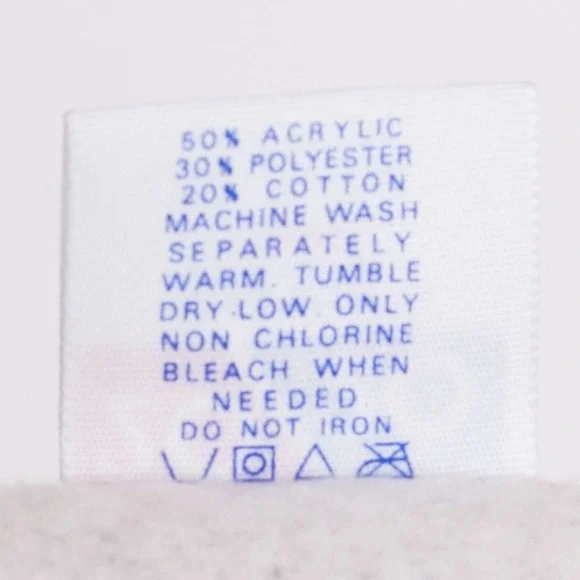 50% ACRYLIC
30% POLYESTER
20% COTTON
MACHINE WASH
SEPARATELY
WARM. TUMBLE
DRY LOW. ONLY
NON CHLORINE
BLEACH WHEN
NEEDED
DO NOT IRON